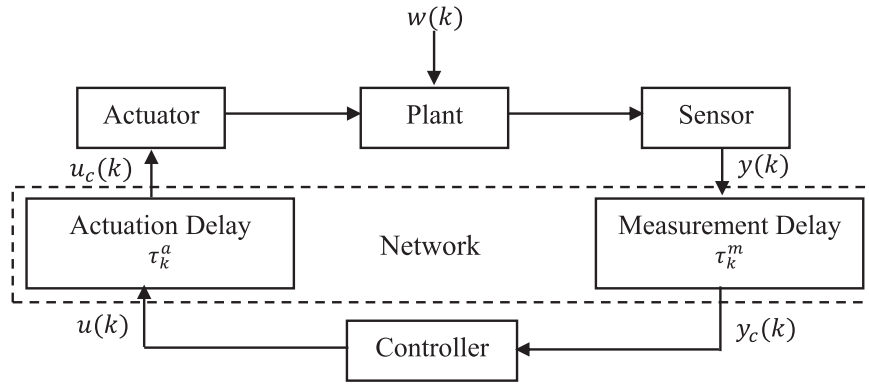 w(k)
Actuator
Plant
Sensor
u_c(k)
y(k)
Actuation Delay
τ_k^a
Network
Measurement Delay
τ_k^m
u(k)
y_c(k)
Controller